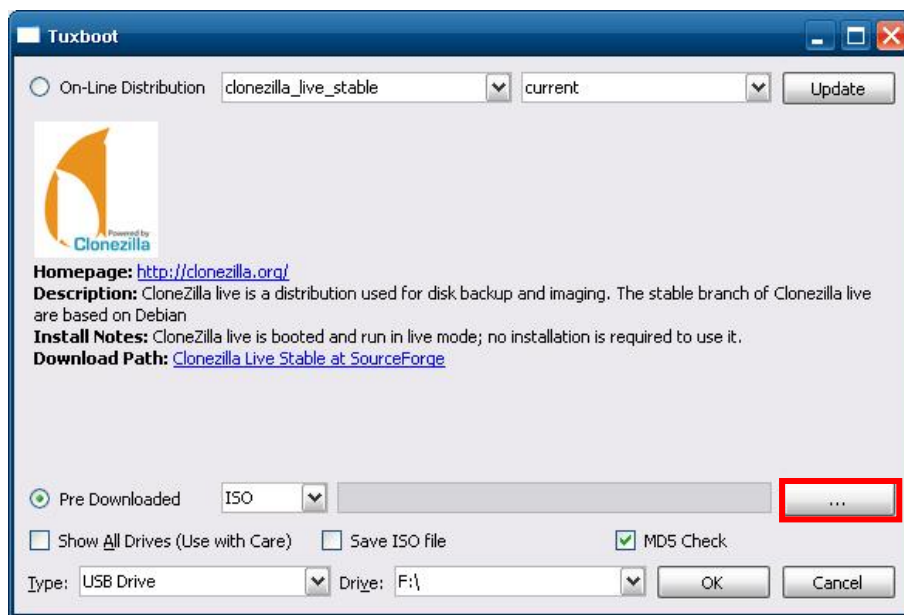 Tuxboot
On-Line Distribution clonezilla_live_stable current Update
Powered by
Clonezilla
Homepage: http://clonezilla.org/
Description: CloneZilla live is a distribution used for disk backup and imaging. The stable branch of Clonezilla live
are based on Debian
Install Notes: CloneZilla live is booted and run in live mode; no installation is required to use it.
Download Path: Clonezilla Live Stable at SourceForge
Pre Downloaded ISO ...
Show All Drives (Use with Care) Save ISO file MD5 Check
Type: USB Drive Drive: F:\ OK Cancel